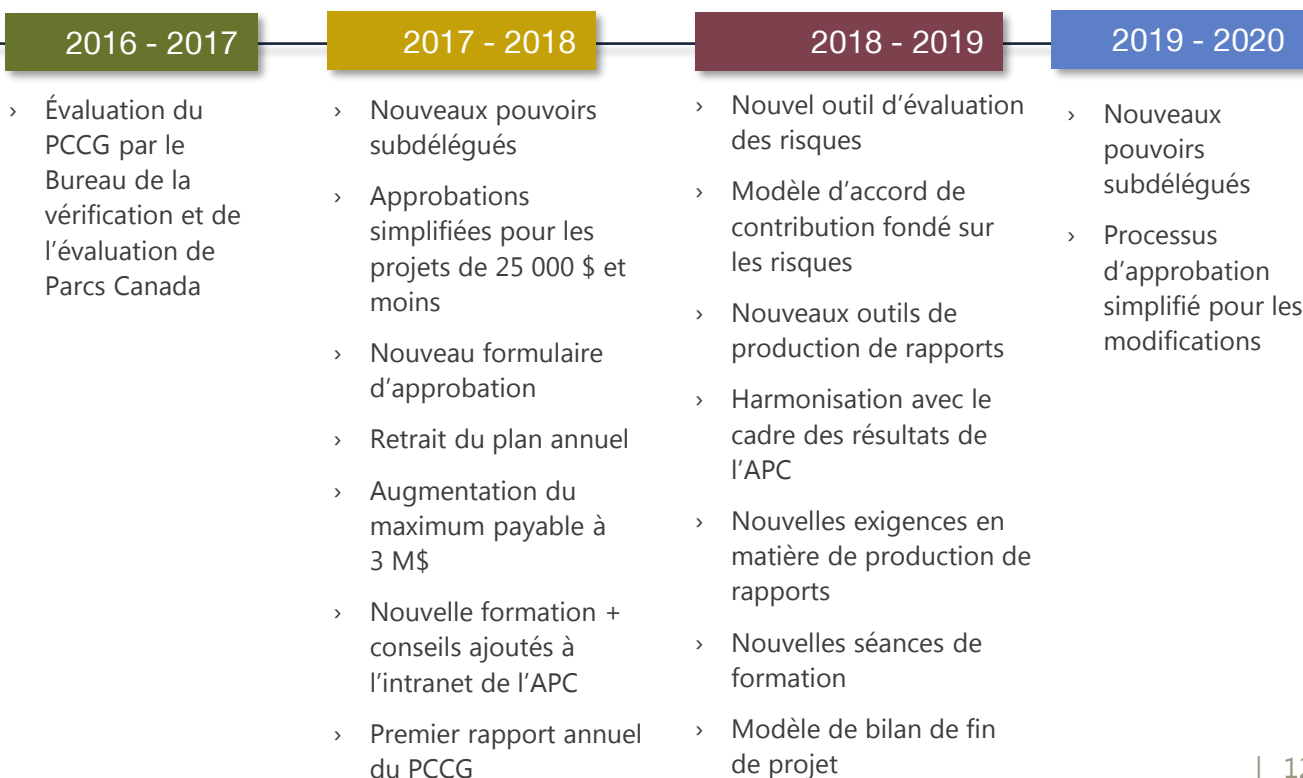 2016 - 2017
› Évaluation du
PCCG par le
Bureau de la
vérification et de
l’évaluation de
Parcs Canada
2017 - 2018
› Nouveaux pouvoirs
subdélégués
› Approbations
simplifiées pour les
projets de 25 000 $ et
moins
› Nouveau formulaire
d’approbation
› Retrait du plan annuel
› Augmentation du
maximum payable à
3 M$
› Nouvelle formation +
conseils ajoutés à
l’intranet de l’APC
› Premier rapport annuel
du PCCG
2018 - 2019
› Nouvel outil d’évaluation
des risques
› Modèle d’accord de
contribution fondé sur
les risques
› Nouveaux outils de
production de rapports
› Harmonisation avec le
cadre des résultats de
l’APC
› Nouvelles exigences en
matière de production de
rapports
› Nouvelles séances de
formation
› Modèle de bilan de fin
de projet
2019 - 2020
› Nouveaux
pouvoirs
subdélégués
› Processus
d’approbation
simplifié pour les
modifications
| 12